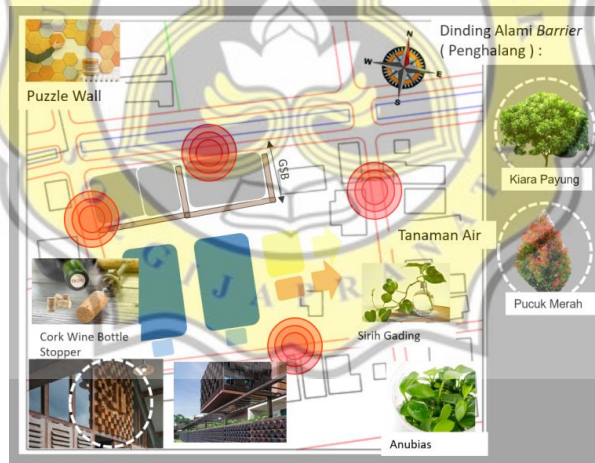 Dinding Alami Barrier
( Penghalang ) :
N
W
E
S
Puzzle Wall
Kiara Payung
GSB
Tanaman Air
GIJAPRANATA
Pucuk Merah
Cork Wine Bottle
Stopper
Sirih Gading
Anubias